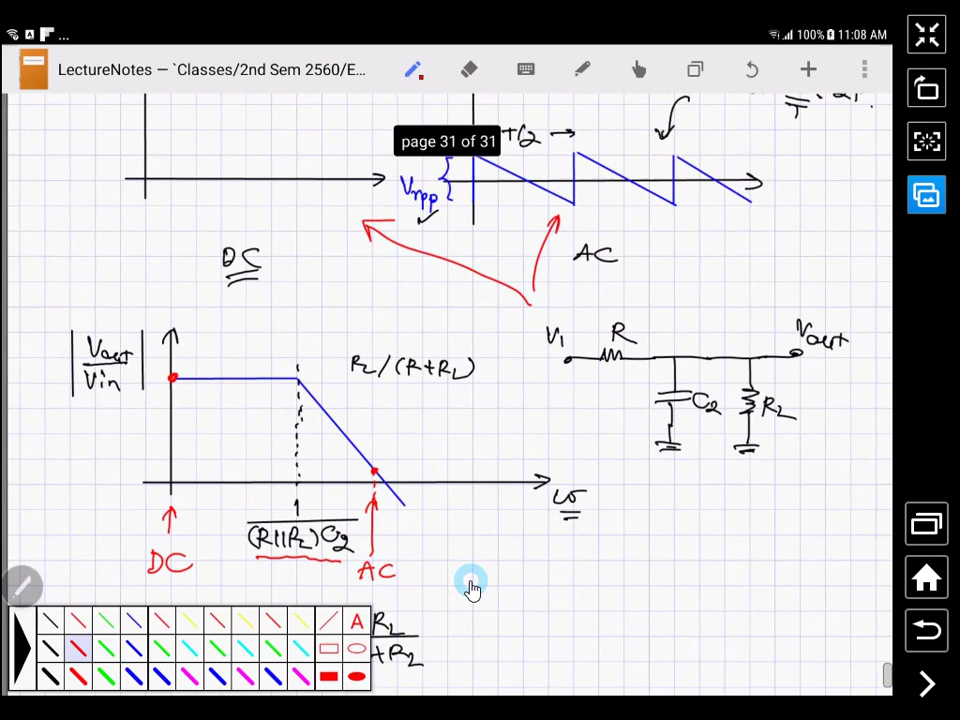 100% 11:08 AM
LectureNotes — `Classes/2nd Sem 2560/E…
page 31 of 31
Vrpp
DC
AC
|Vout/Vin|
RL/(R+RL)
V1
R
Vout
C2
RL
ω
1/(R||RL)C2
DC
AC
RL
+RL
A